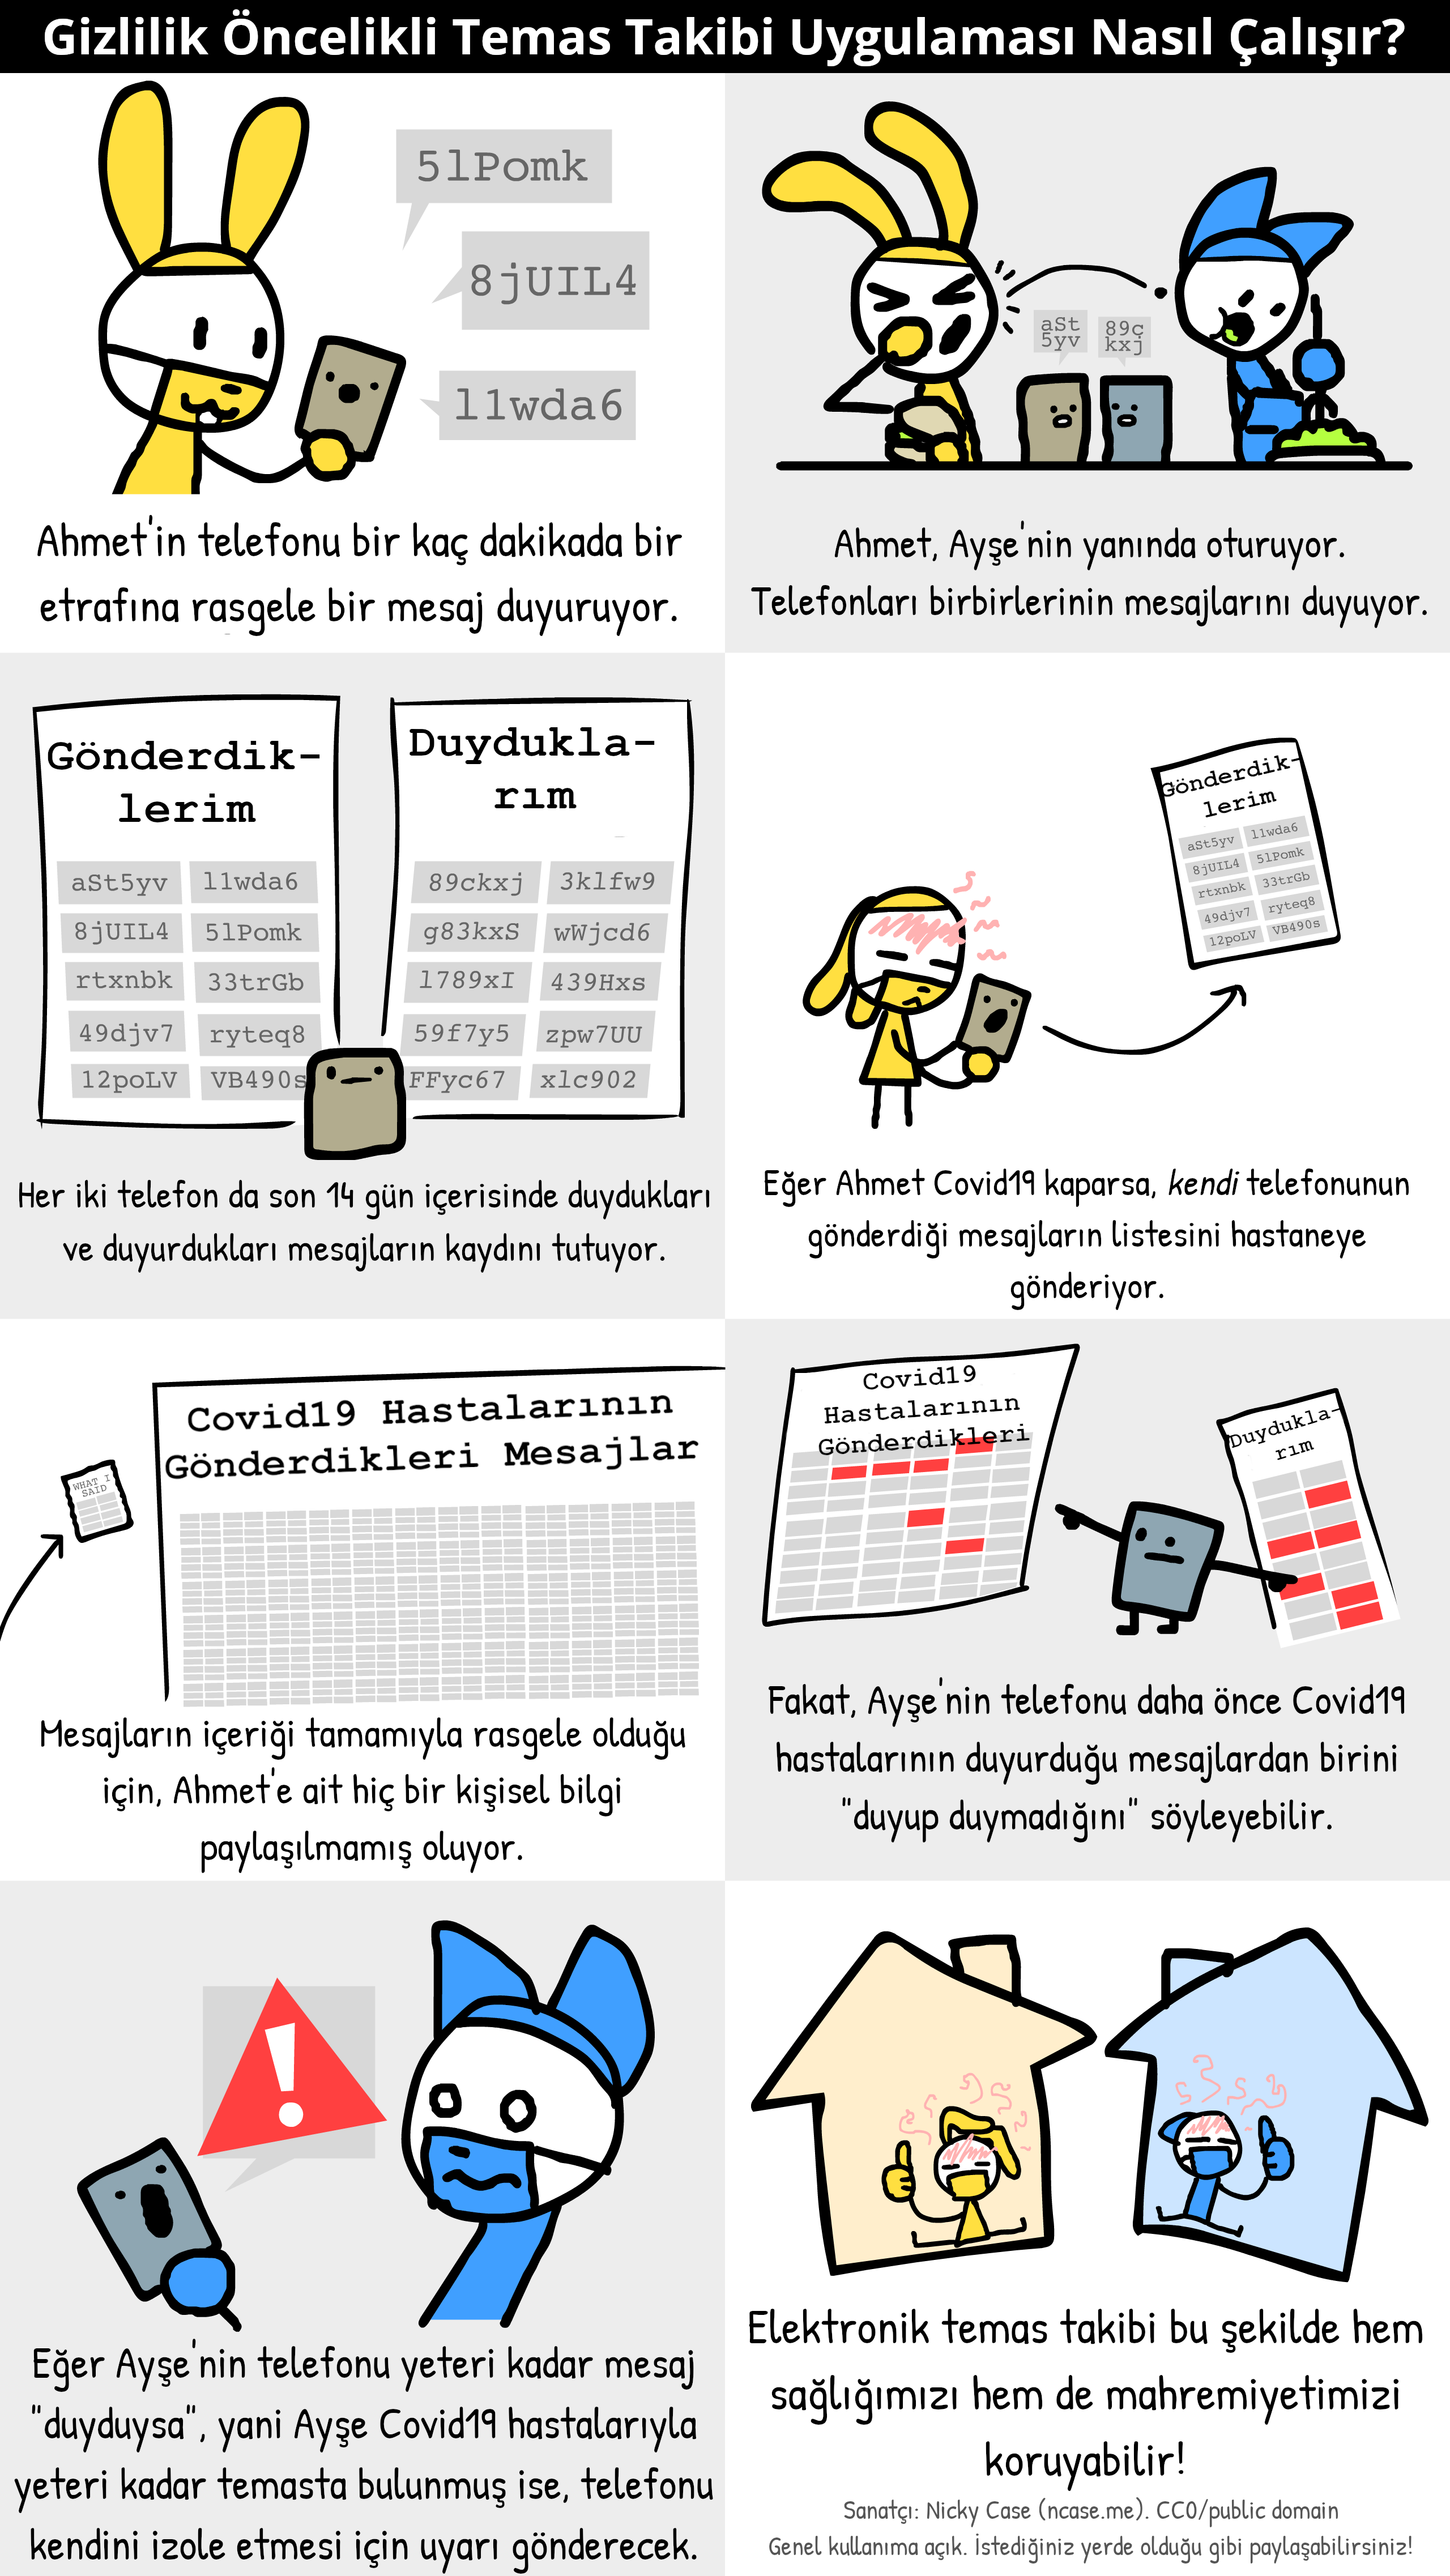 Gizlilik Öncelikli Temas Takibi Uygulaması Nasıl Çalışır?
5lPomk
8jUIL4
l1wda6
Ahmet'in telefonu bir kaç dakikada bir
etrafına rasgele bir mesaj duyuruyor.
aSt
5yv
89c
kxj
Ahmet, Ayşe'nin yanında oturuyor.
Telefonları birbirlerinin mesajlarını duyuyor.
Gönderdik-
lerim
aSt5yv l1wda6
8jUIL4 5lPomk
rtxnbk 33trGb
49djv7 ryteq8
12poLV VB490s
Duydukla-
rım
89ckxj 3klfw9
g83kxS wWjcd6
l789xI 439Hxs
59f7y5 zpw7UU
FFyc67 xlc902
Her iki telefon da son 14 gün içerisinde duydukları
ve duyurdukları mesajların kaydını tutuyor.
Gönderdik-
lerim
aSt5yv l1wda6
8jUIL4 5lPomk
rtxnbk 33trGb
49djv7 ryteq8
12poLV VB490s
Eğer Ahmet Covid19 kaparsa, kendi telefonunun
gönderdiği mesajların listesini hastaneye
gönderiyor.
WHAT I
SAID
Covid19 Hastalarının
Gönderdikleri Mesajlar
Mesajların içeriği tamamıyla rasgele olduğu
için, Ahmet'e ait hiç bir kişisel bilgi
paylaşılmamış oluyor.
Covid19
Hastalarının
Gönderdikleri
Duydukla-
rım
Fakat, Ayşe'nin telefonu daha önce Covid19
hastalarının duyurduğu mesajlardan birini
"duyup duymadığını" söyleyebilir.
!
Eğer Ayşe'nin telefonu yeteri kadar mesaj
"duyduysa", yani Ayşe Covid19 hastalarıyla
yeteri kadar temasta bulunmuş ise, telefonu
kendini izole etmesi için uyarı gönderecek.
Elektronik temas takibi bu şekilde hem
sağlığımızı hem de mahremiyetimizi
koruyabilir!
Sanatçı: Nicky Case (ncase.me). CC0/public domain
Genel kullanıma açık. İstediğiniz yerde olduğu gibi paylaşabilirsiniz!